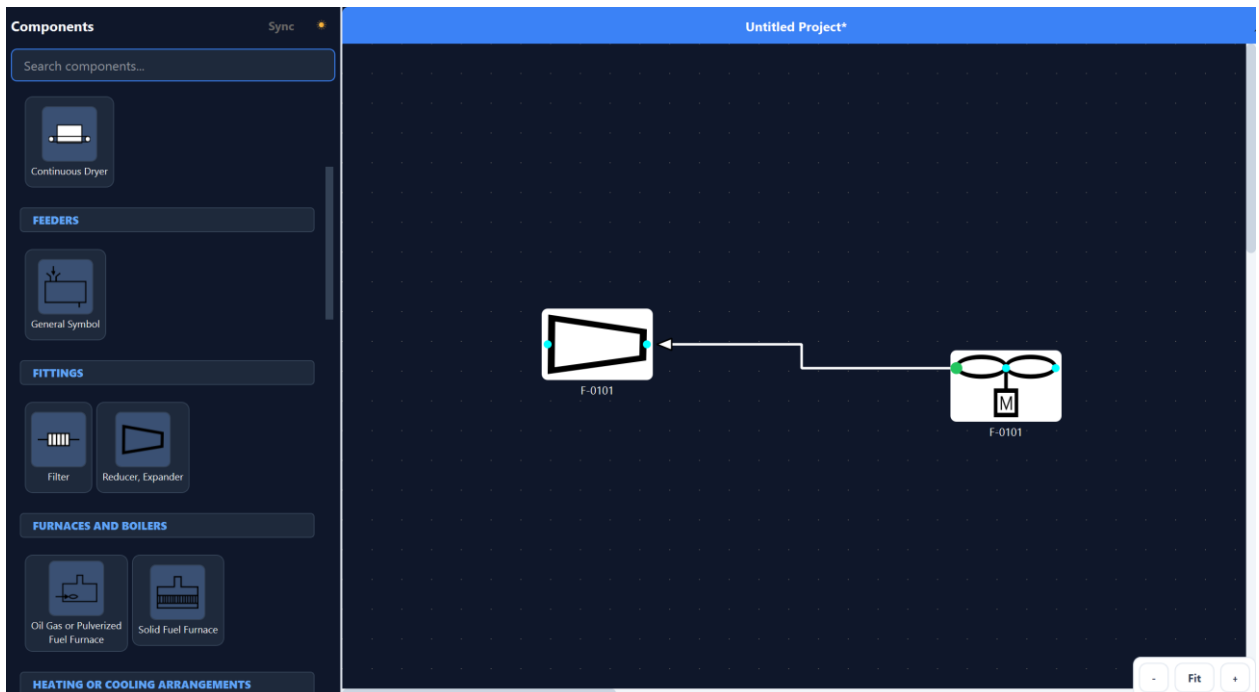 Components
Sync
Untitled Project*
Search components...
Continuous Dryer
FEEDERS
General Symbol
FITTINGS
Filter
Reducer, Expander
FURNACES AND BOILERS
Oil Gas or Pulverized
Fuel Furnace
Solid Fuel Furnace
HEATING OR COOLING ARRANGEMENTS
F-0101
M
F-0101
-
Fit
+